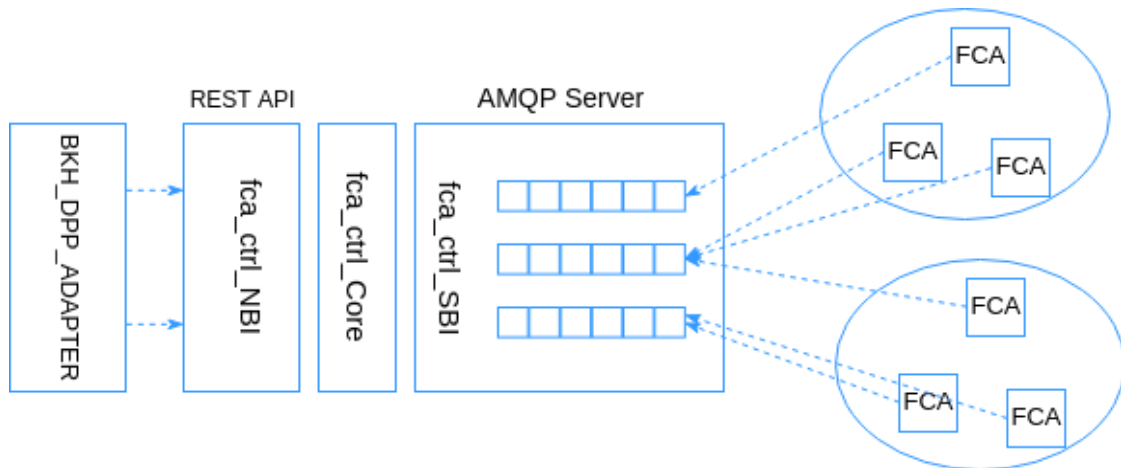 REST API
AMQP Server
BKH_DPP_ADAPTER
fca_ctrl_NBI
fca_ctrl_Core
fca_ctrl_SBI
FCA
FCA
FCA
FCA
FCA
FCA